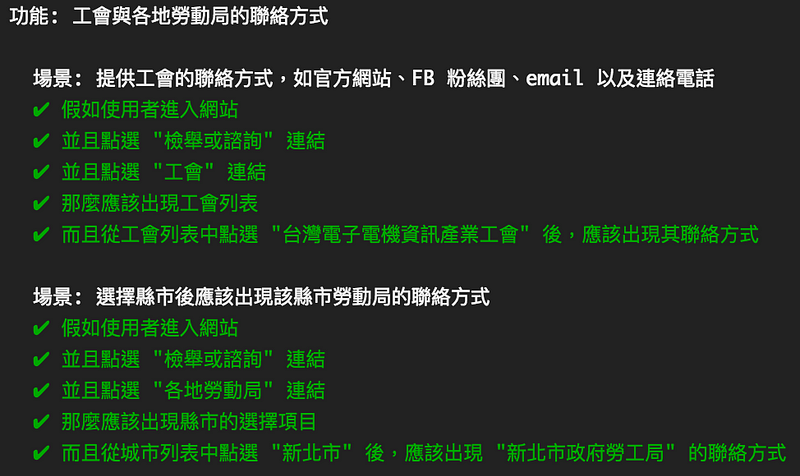 功能: 工會與各地勞動局的聯絡方式
場景: 提供工會的聯絡方式，如官方網站、FB 粉絲團、email 以及連絡電話
✔ 假如使用者進入網站
✔ 並且點選 "檢舉或諮詢" 連結
✔ 並且點選 "工會" 連結
✔ 那麼應該出現工會列表
✔ 而且從工會列表中點選 "台灣電子電機資訊產業工會" 後，應該出現其聯絡方式
場景: 選擇縣市後應該出現該縣市勞動局的聯絡方式
✔ 假如使用者進入網站
✔ 並且點選 "檢舉或諮詢" 連結
✔ 並且點選 "各地勞動局" 連結
✔ 那麼應該出現縣市的選擇項目
✔ 而且從城市列表中點選 "新北市" 後，應該出現 "新北市政府勞工局" 的聯絡方式